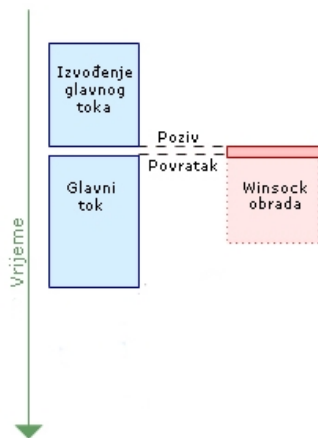 Izvođenje
glavnog
toka
Poziv
Povratak
Glavni
tok
Winsock
obrada
Vrijeme